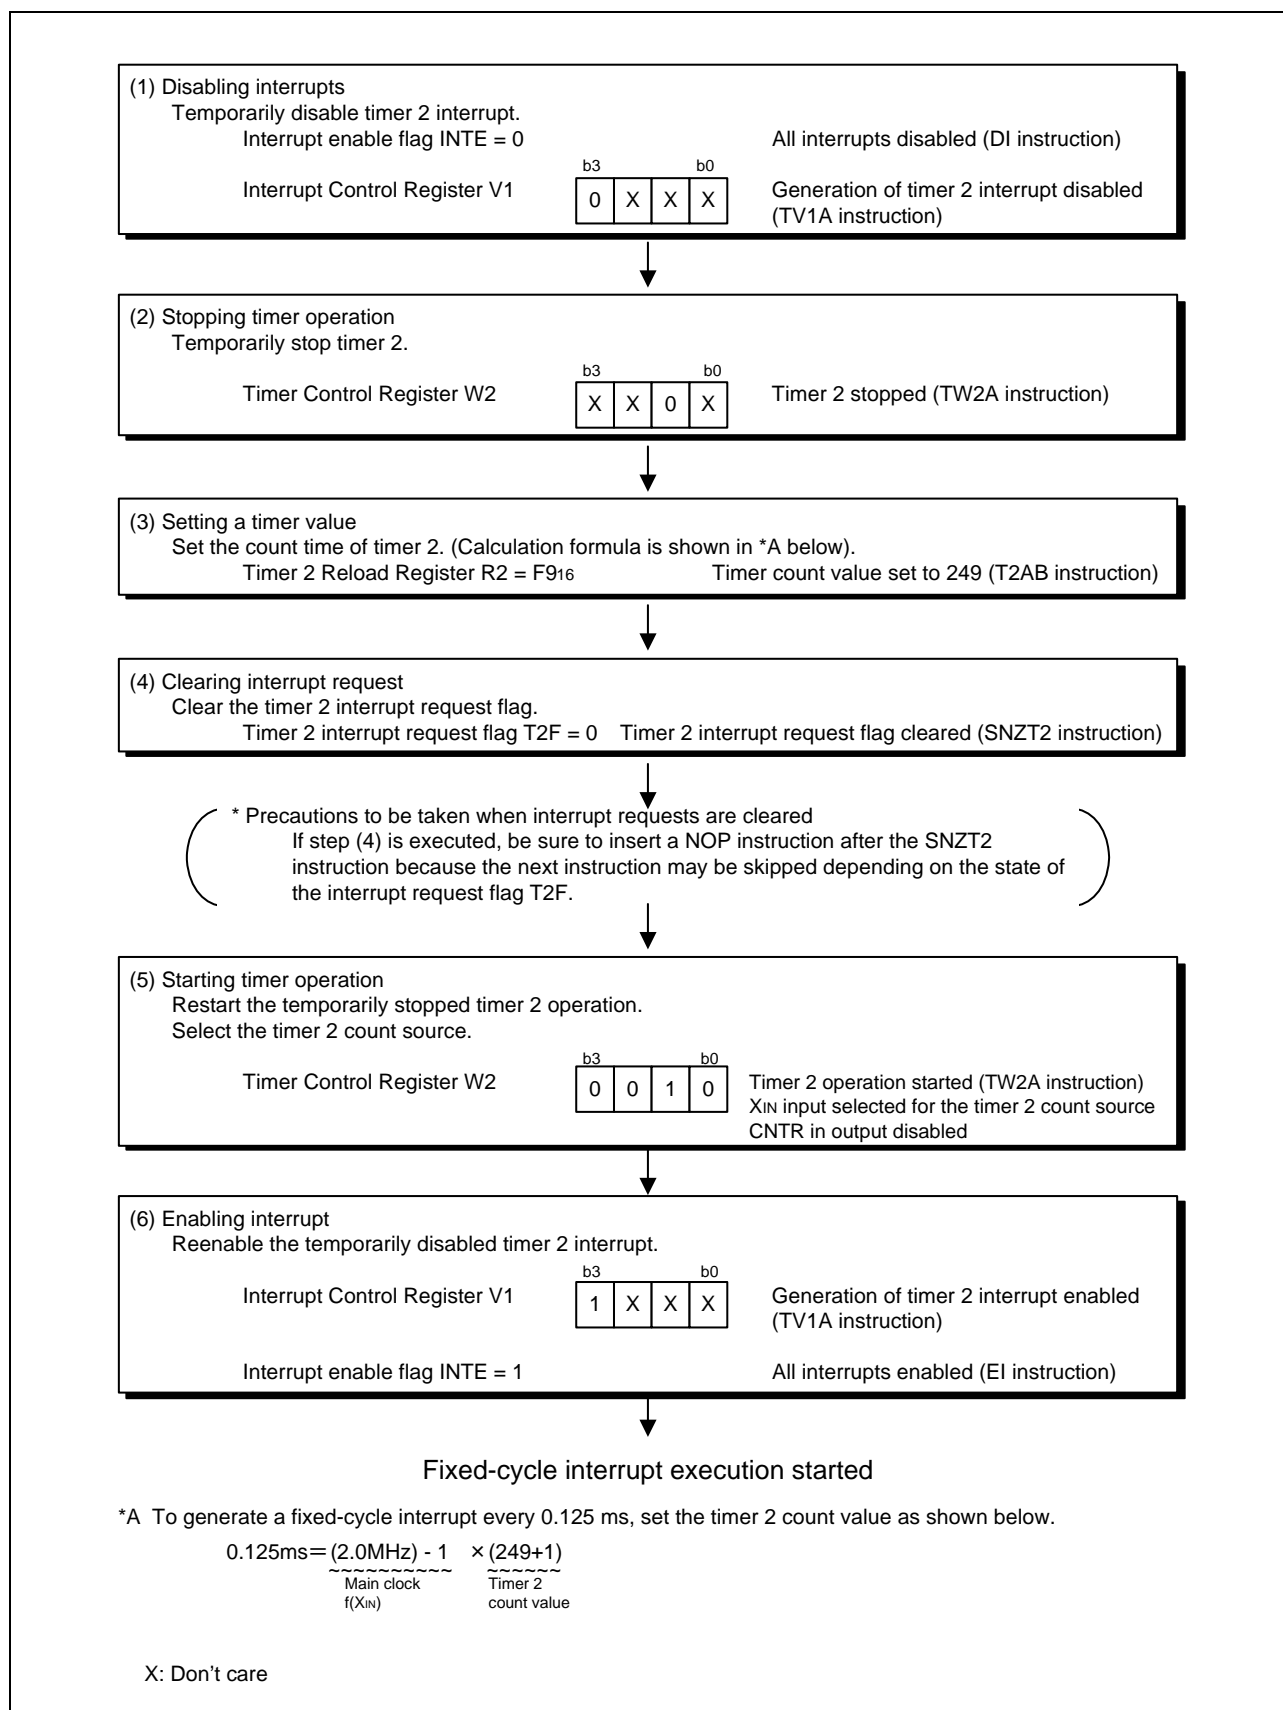 (1) Disabling interrupts
Temporarily disable timer 2 interrupt.
Interrupt enable flag INTE = 0 All interrupts disabled (DI instruction)
b3 b0
Interrupt Control Register V1 0 X X X Generation of timer 2 interrupt disabled
(TV1A instruction)
(2) Stopping timer operation
Temporarily stop timer 2.
b3 b0
Timer Control Register W2 X X 0 X Timer 2 stopped (TW2A instruction)
(3) Setting a timer value
Set the count time of timer 2. (Calculation formula is shown in *A below).
Timer 2 Reload Register R2 = F916 Timer count value set to 249 (T2AB instruction)
(4) Clearing interrupt request
Clear the timer 2 interrupt request flag.
Timer 2 interrupt request flag T2F = 0 Timer 2 interrupt request flag cleared (SNZT2 instruction)
* Precautions to be taken when interrupt requests are cleared
If step (4) is executed, be sure to insert a NOP instruction after the SNZT2
instruction because the next instruction may be skipped depending on the state of
the interrupt request flag T2F.
(5) Starting timer operation
Restart the temporarily stopped timer 2 operation.
Select the timer 2 count source.
b3 b0
Timer Control Register W2 0 0 1 0 Timer 2 operation started (TW2A instruction)
XIN input selected for the timer 2 count source
CNTR in output disabled
(6) Enabling interrupt
Reenable the temporarily disabled timer 2 interrupt.
b3 b0
Interrupt Control Register V1 1 X X X Generation of timer 2 interrupt enabled
(TV1A instruction)
Interrupt enable flag INTE = 1 All interrupts enabled (EI instruction)
Fixed-cycle interrupt execution started
*A To generate a fixed-cycle interrupt every 0.125 ms, set the timer 2 count value as shown below.
0.125ms＝(2.0MHz) - 1 ×(249+1)
Main clock Timer 2
f(XIN) count value
X: Don't care